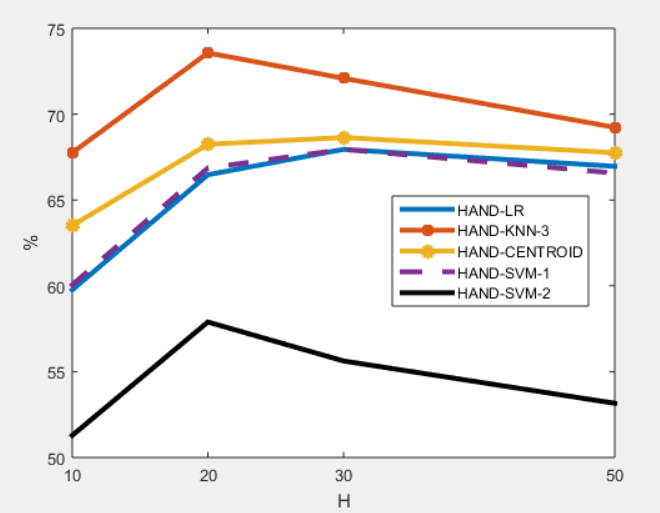 75
70
65
60
55
50
%
HAND-LR
HAND-KNN-3
HAND-CENTROID
HAND-SVM-1
HAND-SVM-2
10 20 30 50
H